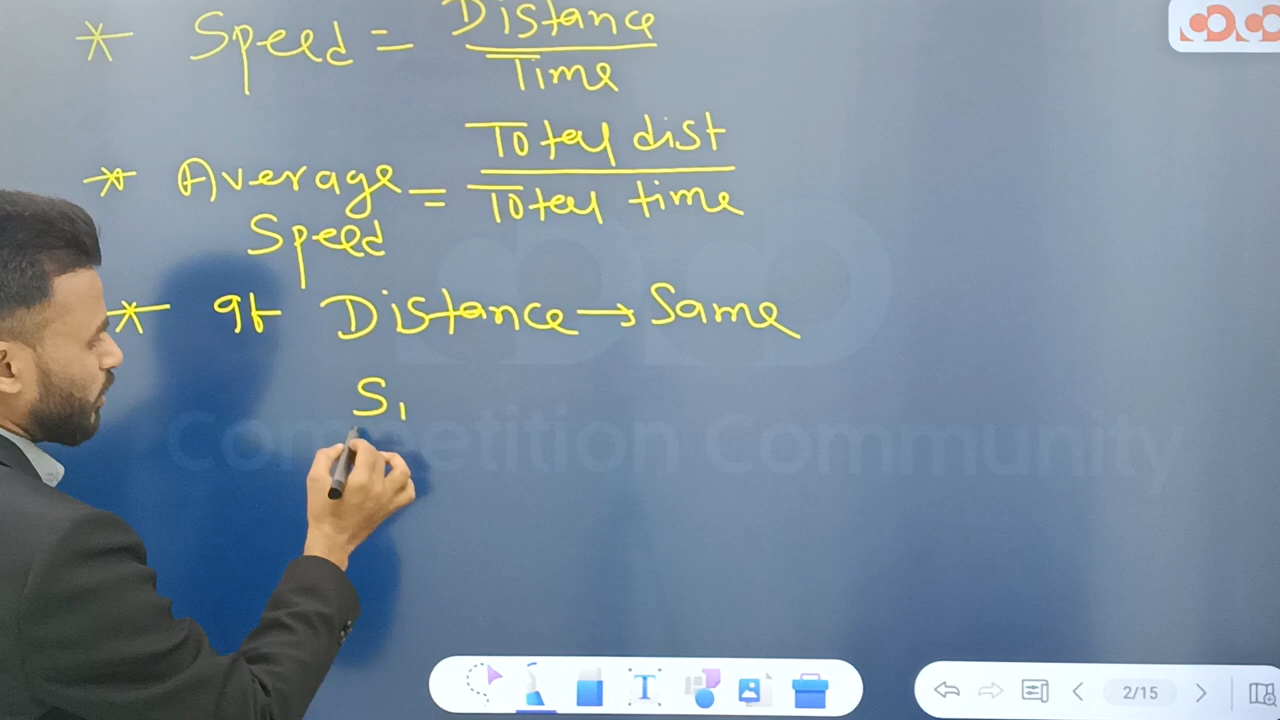 * Speed = Distance
Time
* Average Speed = Total dist
Total time
* If Distance → Same
S1
Competition Community
2/15
T